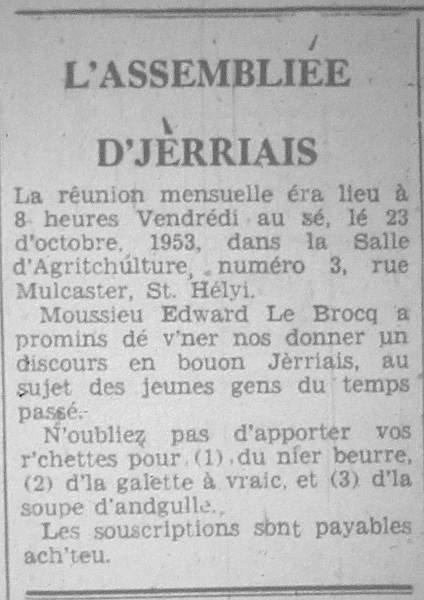 L'ASSEMBLIÉE
D'JÈRRIAIS
La rêunion mensuelle éra lieu à
8 heures Vendrédi au sé, lé 23
d'octobre, 1953, dans la Salle
d'Agritchúlture, numéro 3, rue
Mulcaster, St. Hélyi.
Moussieu Edward Le Brocq a
promins dé v'ner nos donner un
discours en bouon Jèrriais, au
sujet des jeunes gens du temps
passé.
N'oubliez pas d'apporter vos
r'chettes pour (1) du nier beurre,
(2) d'la galette à vraic, et (3) d'la
soupe d'andgulle.
Les souscriptions sont payables
ach'teu.